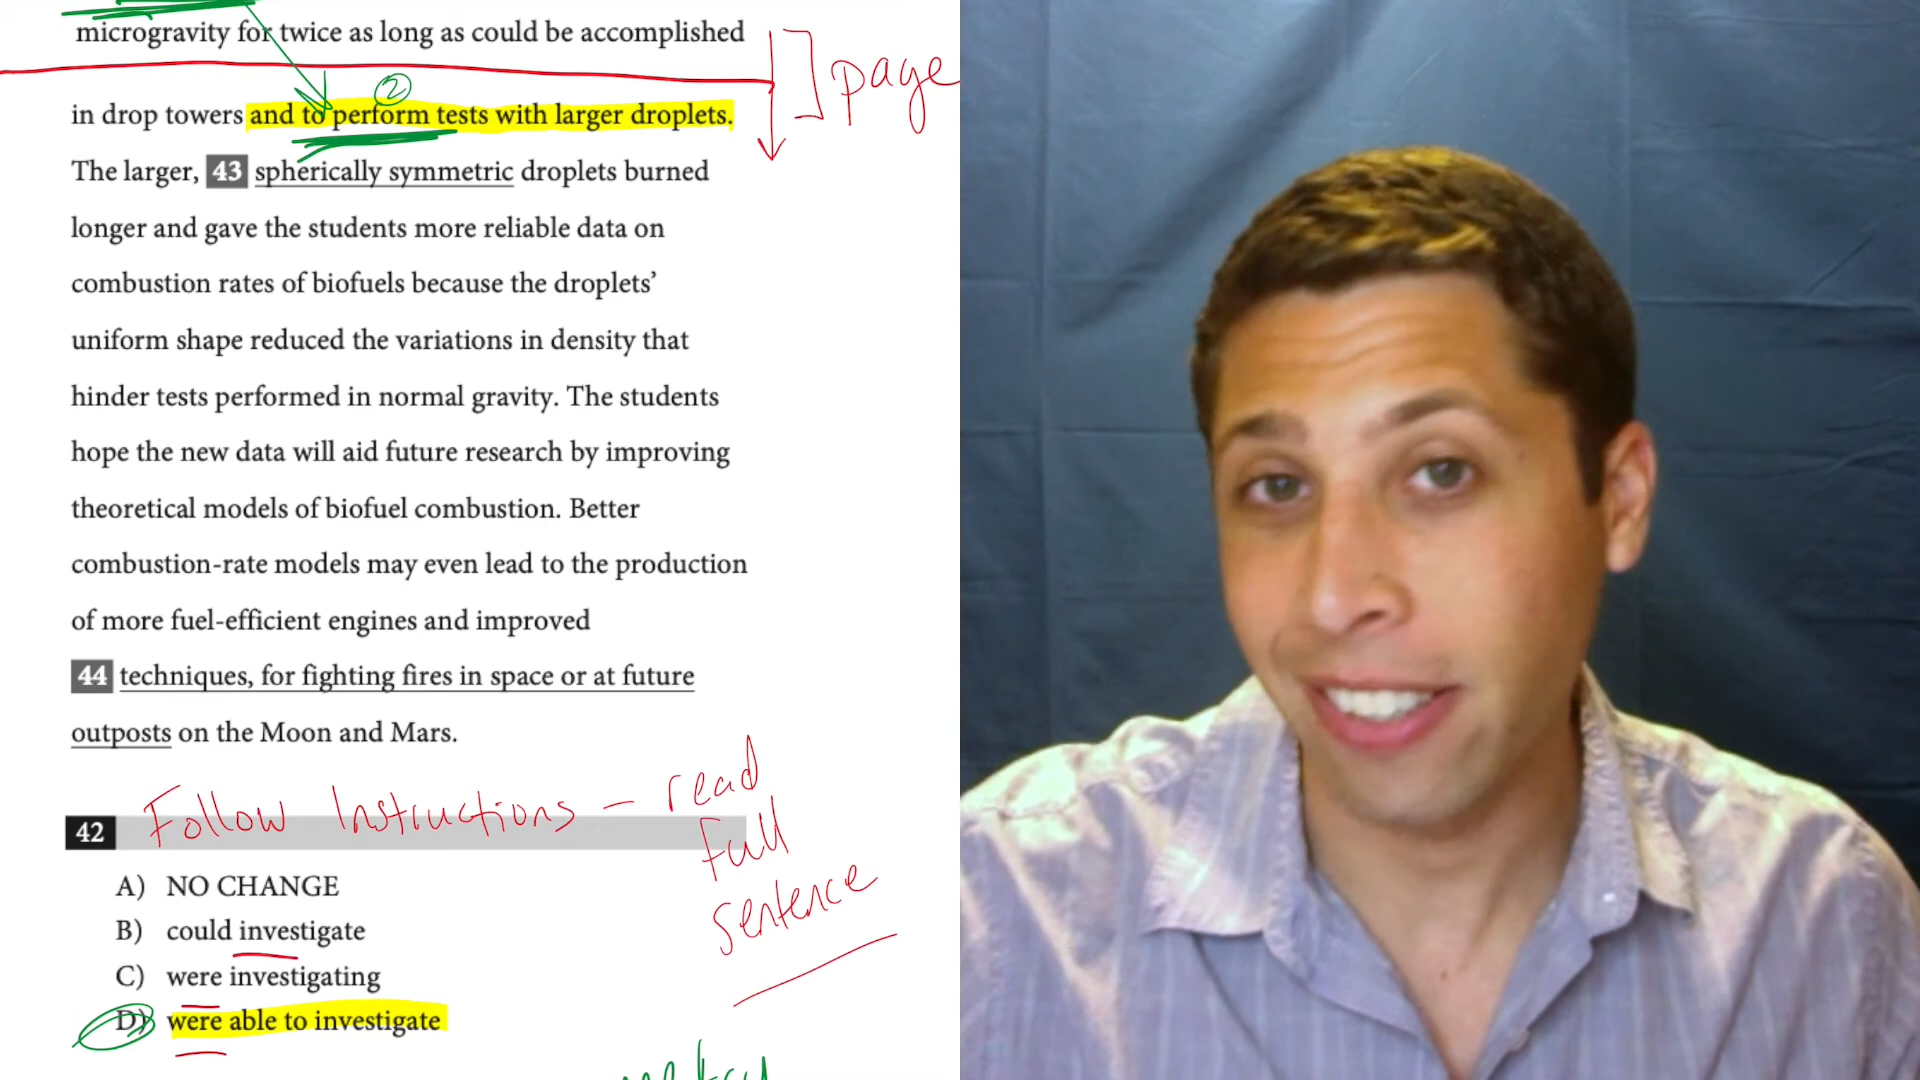 microgravity for twice as long as could be accomplished
page
②
in drop towers and to perform tests with larger droplets.
The larger, 43 spherically symmetric droplets burned
longer and gave the students more reliable data on
combustion rates of biofuels because the droplets’
uniform shape reduced the variations in density that
hinder tests performed in normal gravity. The students
hope the new data will aid future research by improving
theoretical models of biofuel combustion. Better
combustion-rate models may even lead to the production
of more fuel-efficient engines and improved
44 techniques, for fighting fires in space or at future
outposts on the Moon and Mars.
42 Follow Instructions – read
full
sentence
A) NO CHANGE
B) could investigate
C) were investigating
D) were able to investigate